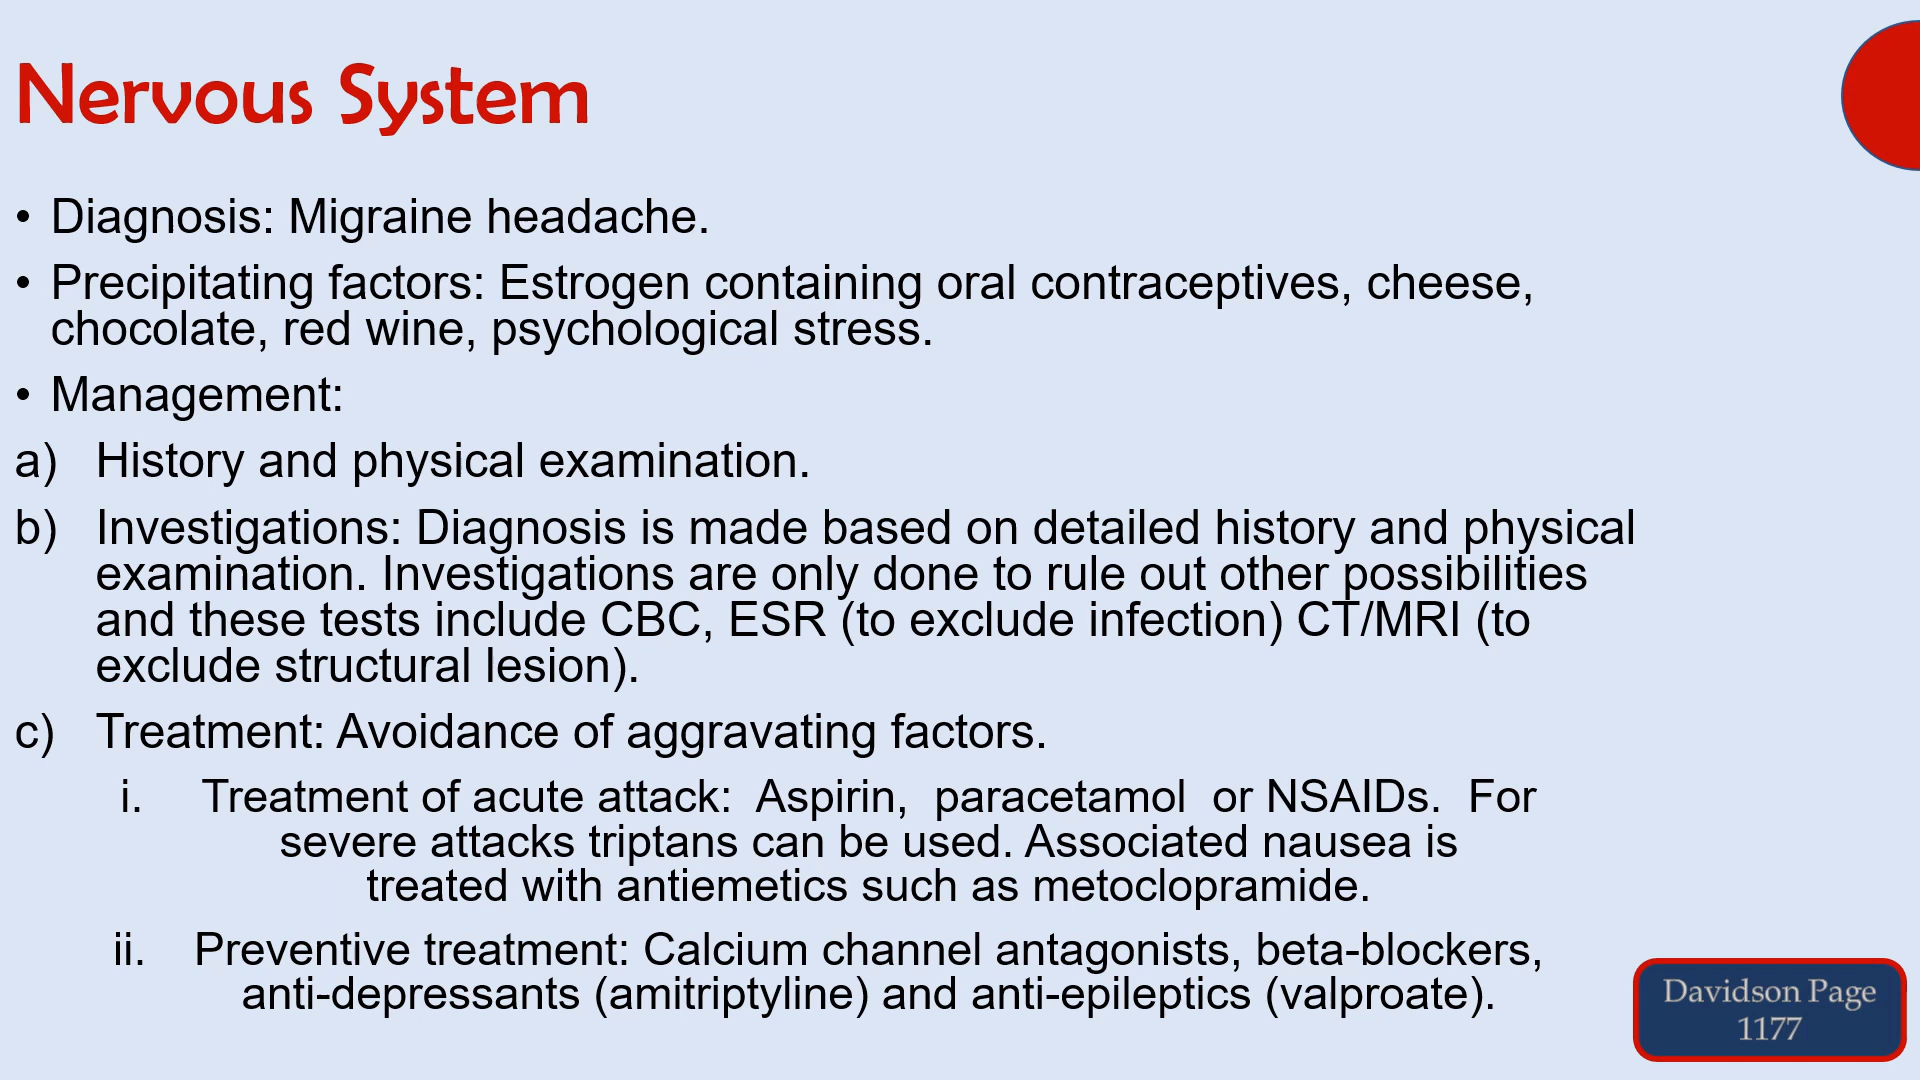 Nervous System
• Diagnosis: Migraine headache.
• Precipitating factors: Estrogen containing oral contraceptives, cheese,
chocolate, red wine, psychological stress.
• Management:
a) History and physical examination.
b) Investigations: Diagnosis is made based on detailed history and physical
examination. Investigations are only done to rule out other possibilities
and these tests include CBC, ESR (to exclude infection) CT/MRI (to
exclude structural lesion).
c) Treatment: Avoidance of aggravating factors.
i. Treatment of acute attack: Aspirin, paracetamol or NSAIDs. For
severe attacks triptans can be used. Associated nausea is
treated with antiemetics such as metoclopramide.
ii. Preventive treatment: Calcium channel antagonists, beta-blockers,
anti-depressants (amitriptyline) and anti-epileptics (valproate).
Davidson Page
1177